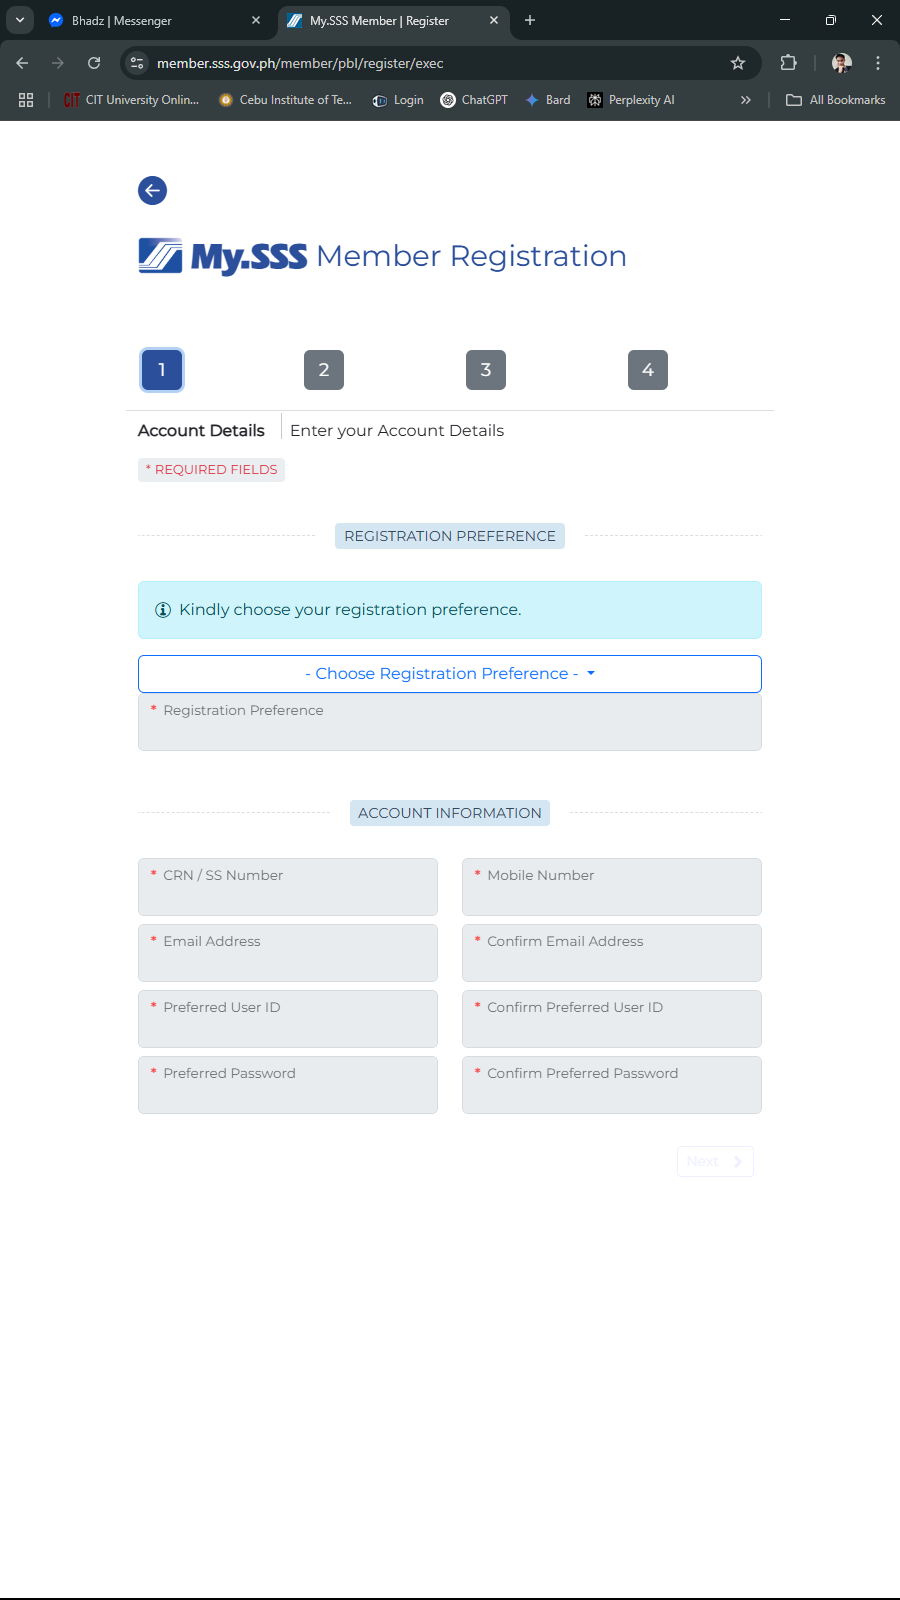 Bhadz | Messenger
My.SSS Member | Register
member.sss.gov.ph/member/pbl/register/exec
CIT University Onlin...
Cebu Institute of Te...
Login
ChatGPT
Bard
Perplexity AI
All Bookmarks
My.SSS Member Registration
1
2
3
4
Account Details
Enter your Account Details
* REQUIRED FIELDS
REGISTRATION PREFERENCE
Kindly choose your registration preference.
- Choose Registration Preference -
* Registration Preference
ACCOUNT INFORMATION
* CRN / SS Number
* Mobile Number
* Email Address
* Confirm Email Address
* Preferred User ID
* Confirm Preferred User ID
* Preferred Password
* Confirm Preferred Password
Next